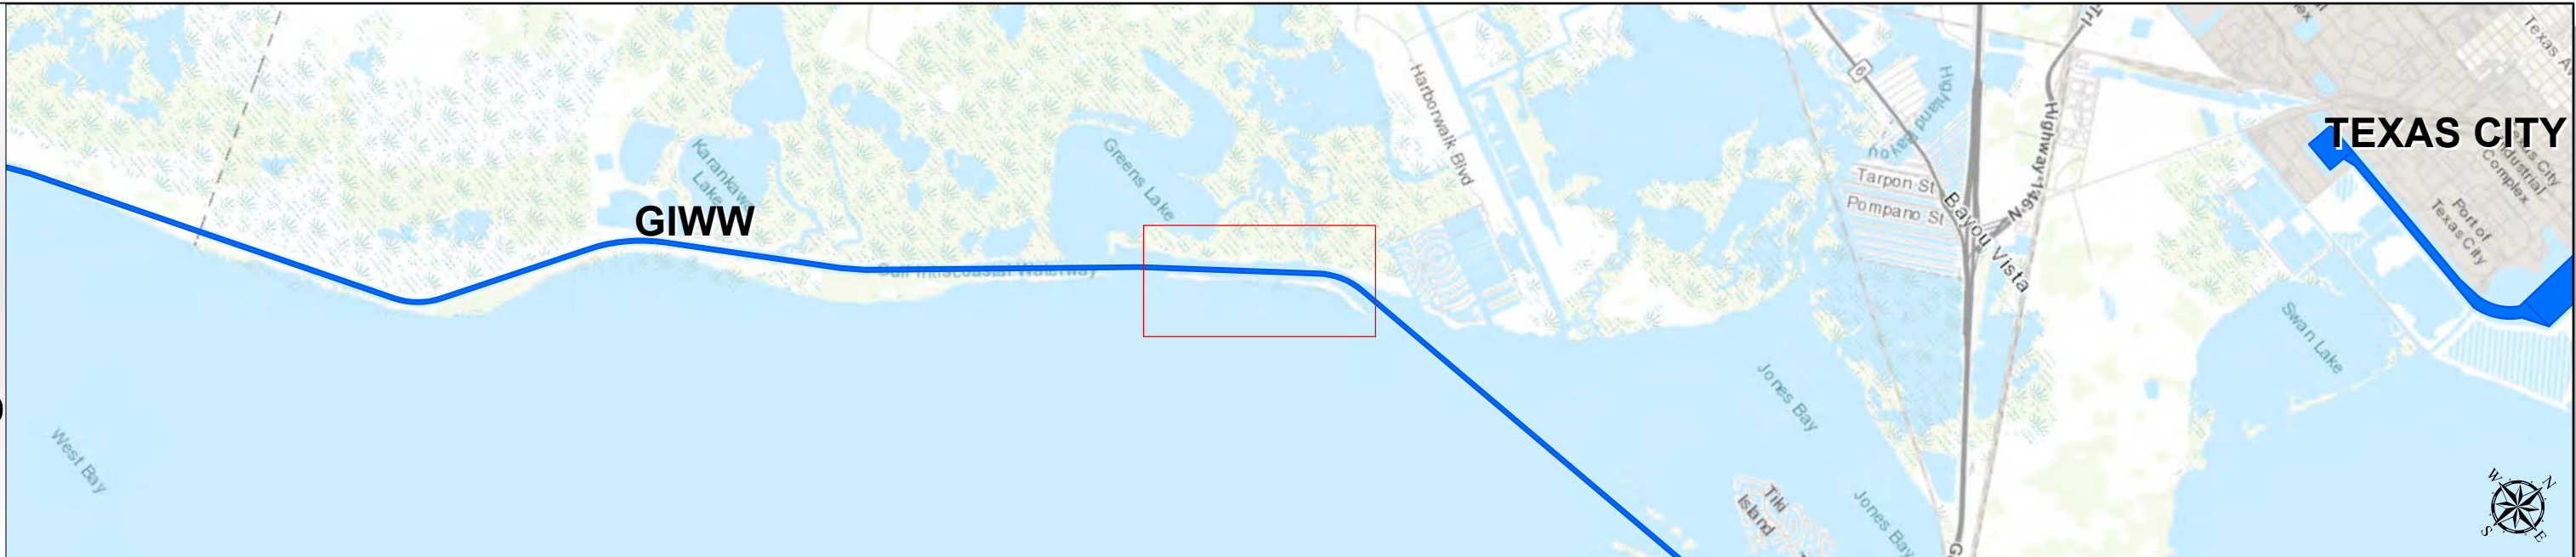 Texas A
Tri
6
Highland Bayou
Harborwalk Blvd
Highway 146 N
TEXAS CITY
Industrial
Complex
Karankawa
Lake
Greens Lake
Tarpon St
Pompano St
Bayou Vista
Port of
Texas City
GIWW
Gulf Intracoastal Waterway
Swan Lake
Jones Bay
West Bay
Tiki
Island
Jones Bay
W
N
S
E
G